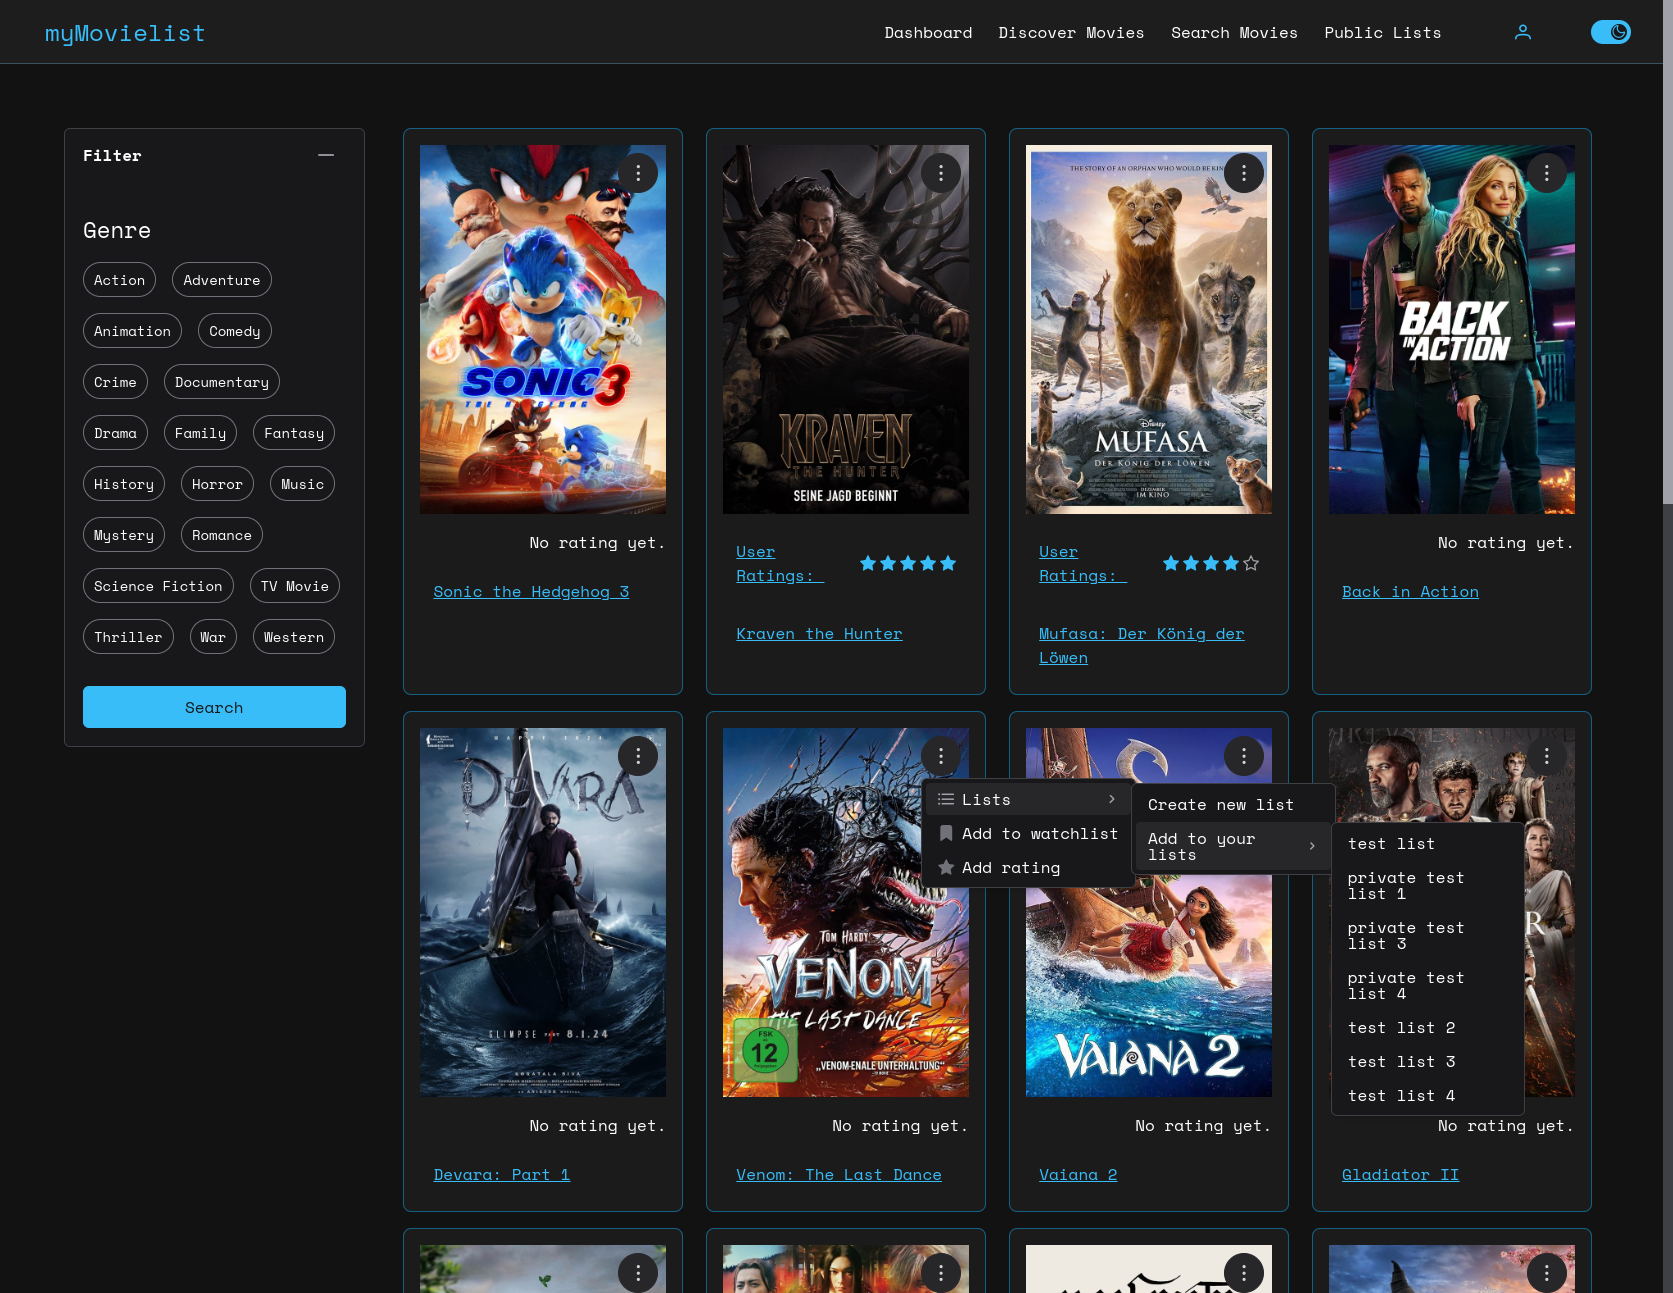 myMovielist
Dashboard
Discover Movies
Search Movies
Public Lists
Filter
Genre
Action
Adventure
Animation
Comedy
Crime
Documentary
Drama
Family
Fantasy
History
Horror
Music
Mystery
Romance
Science Fiction
TV Movie
Thriller
War
Western
Search
SONIC 3
THE HEDGEHOG
No rating yet.
Sonic the Hedgehog 3
KRAVEN
THE HUNTER
SEINE JAGD BEGINNT
User
Ratings:
Kraven the Hunter
THE STORY OF AN ORPHAN WHO WOULD BE KIN
Disney
MUFASA
DER KÖNIG DER LÖWEN
DEZEMBER
IM KINO
User
Ratings:
Mufasa: Der König der
Löwen
BACK
IN ACTION
No rating yet.
Back in Action
DEVARA
GLIMPSE 8.1.24
KORATALA SIVA
No rating yet.
Devara: Part 1
TOM HARDY
VENOM
THE LAST DANCE
FSK
ab
12
freigegeben
„VENOM-ENALE UNTERHALTUNG"
No rating yet.
Venom: The Last Dance
Lists
Add to watchlist
Add rating
Create new list
Add to your
lists
test list
private test
list 1
private test
list 3
private test
list 4
test list 2
test list 3
test list 4
VAIANA 2
No rating yet.
Vaiana 2
R
No rating yet.
Gladiator II